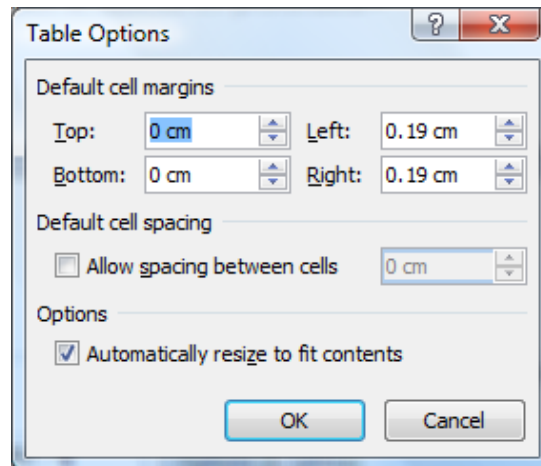 Table Options ? X
Default cell margins
Top: 0 cm Left: 0.19 cm
Bottom: 0 cm Right: 0.19 cm
Default cell spacing
Allow spacing between cells 0 cm
Options
Automatically resize to fit contents
OK Cancel